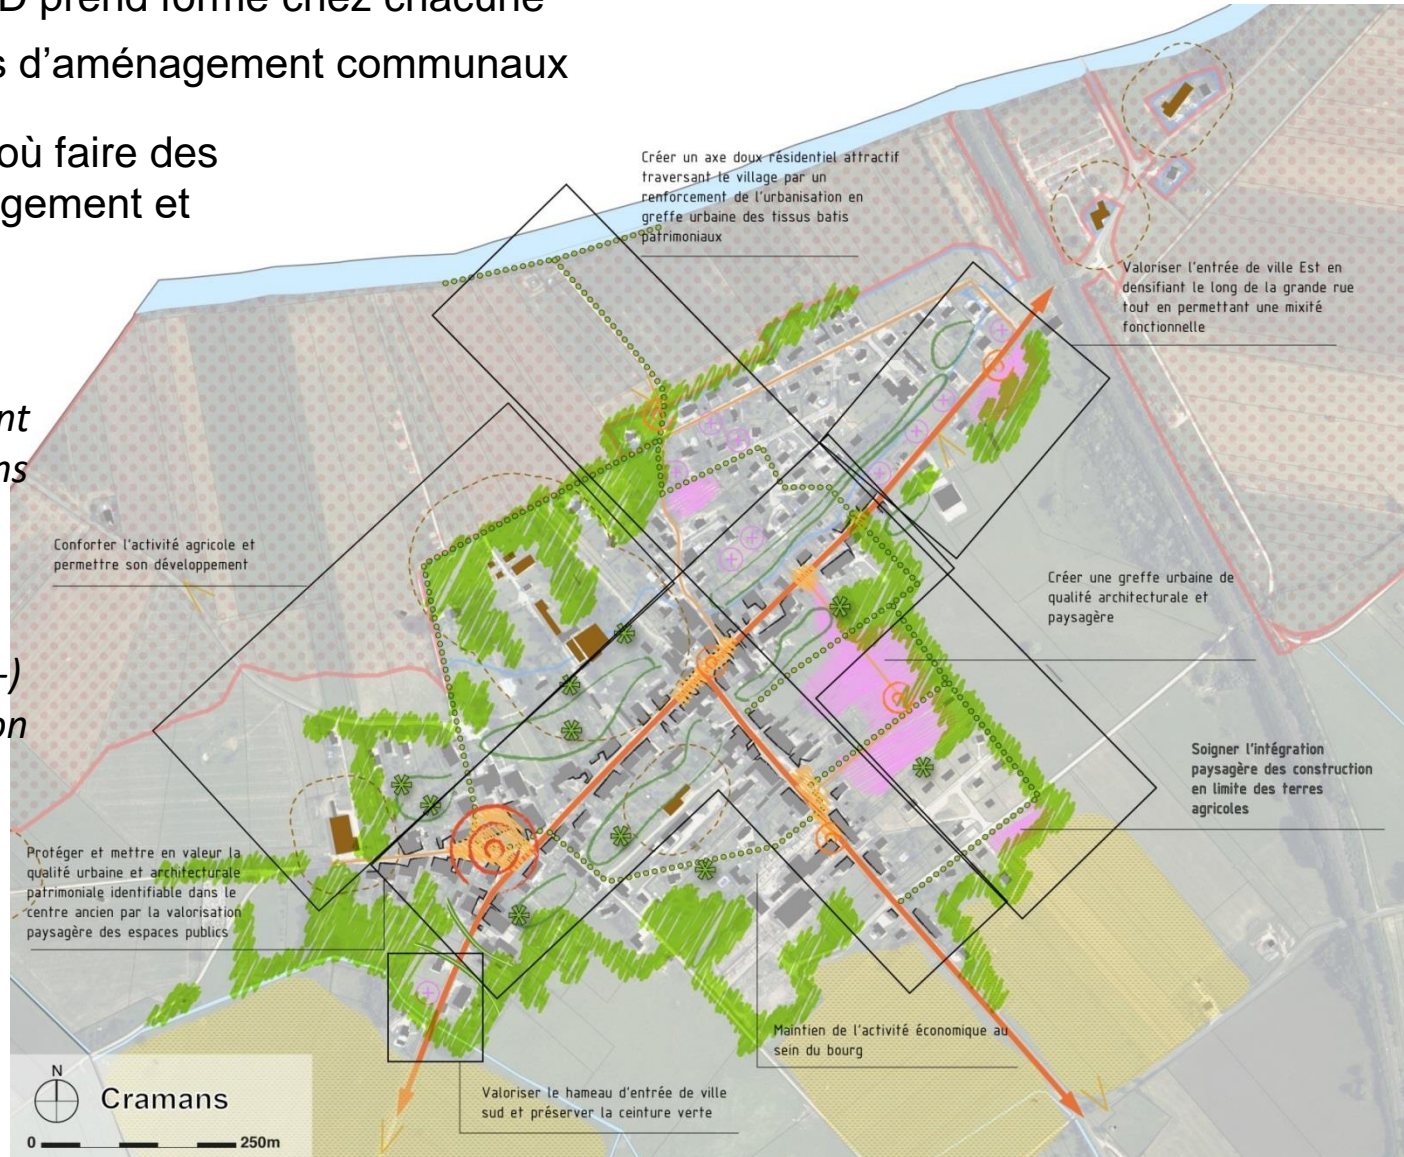 D prend forme chez chacune
s d'aménagement communaux
où faire des
gement et
nt
ns
-)
on
Créer un axe doux résidentiel attractif
traversant le village par un
renforcement de l'urbanisation en
greffe urbaine des tissus batis
patrimoniaux
Valoriser l'entrée de ville Est en
densifiant le long de la grande rue
tout en permettant une mixité
fonctionnelle
Conforter l'activité agricole et
permettre son développement
Créer une greffe urbaine de
qualité architecturale et
paysagère
Soigner l'intégration
paysagère des construction
en limite des terres
agricoles
Protéger et mettre en valeur la
qualité urbaine et architecturale
patrimoniale identifiable dans le
centre ancien par la valorisation
paysagère des espaces publics
Maintien de l'activité économique au
sein du bourg
Valoriser le hameau d'entrée de ville
sud et préserver la ceinture verte
N
Cramans
0 250m